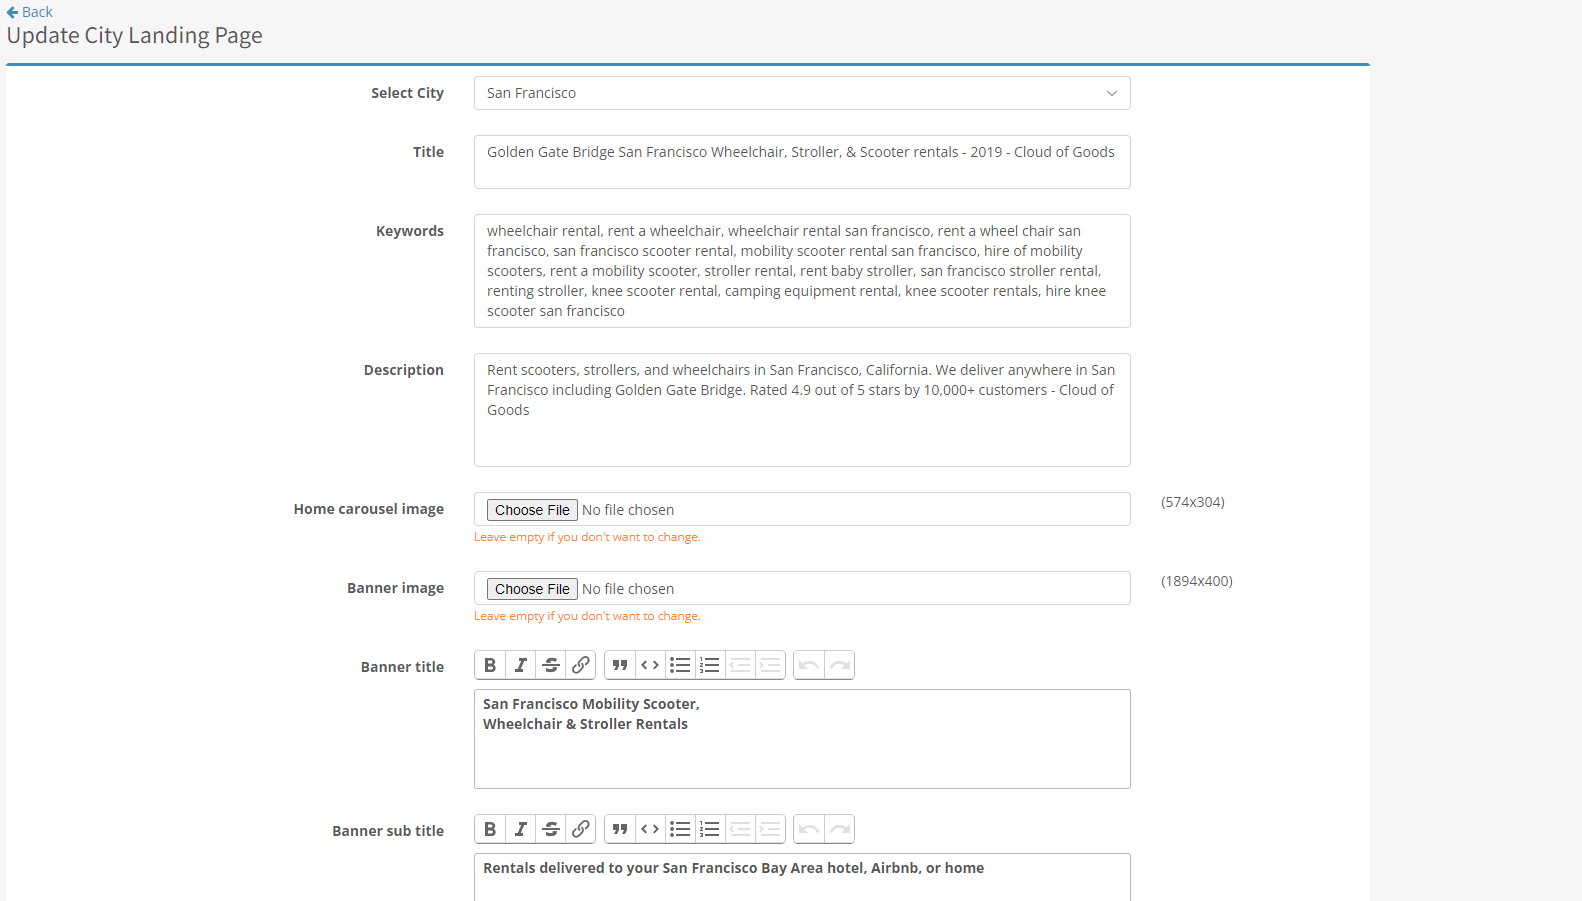 Back
Update City Landing Page
Select City
San Francisco
Title
Golden Gate Bridge San Francisco Wheelchair, Stroller, & Scooter rentals - 2019 - Cloud of Goods
Keywords
wheelchair rental, rent a wheelchair, wheelchair rental san francisco, rent a wheel chair san
francisco, san francisco scooter rental, mobility scooter rental san francisco, hire of mobility
scooters, rent a mobility scooter, stroller rental, rent baby stroller, san francisco stroller rental,
renting stroller, knee scooter rental, camping equipment rental, knee scooter rentals, hire knee
scooter san francisco
Description
Rent scooters, strollers, and wheelchairs in San Francisco, California. We deliver anywhere in San
Francisco including Golden Gate Bridge. Rated 4.9 out of 5 stars by 10,000+ customers - Cloud of
Goods
Home carousel image
Choose File No file chosen
(574x304)
Leave empty if you don't want to change.
Banner image
Choose File No file chosen
(1894x400)
Leave empty if you don't want to change.
Banner title
San Francisco Mobility Scooter,
Wheelchair & Stroller Rentals
Banner sub title
Rentals delivered to your San Francisco Bay Area hotel, Airbnb, or home